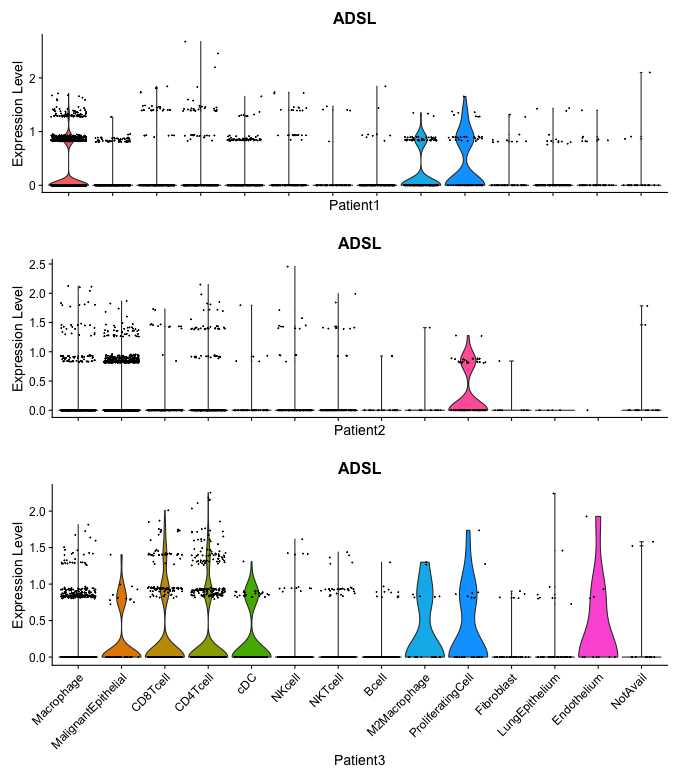 ADSL
Expression Level
2
1
0
Patient1
ADSL
Expression Level
2.5
2.0
1.5
1.0
0.5
0.0
Patient2
ADSL
Expression Level
2.0
1.5
1.0
0.5
0.0
Macrophage
MalignantEpithelial
CD8Tcell
CD4Tcell
cDC
NKcell
NKTcell
Bcell
M2Macrophage
ProliferatingCell
Fibroblast
LungEpithelium
Endothelium
NotAvail
Patient3